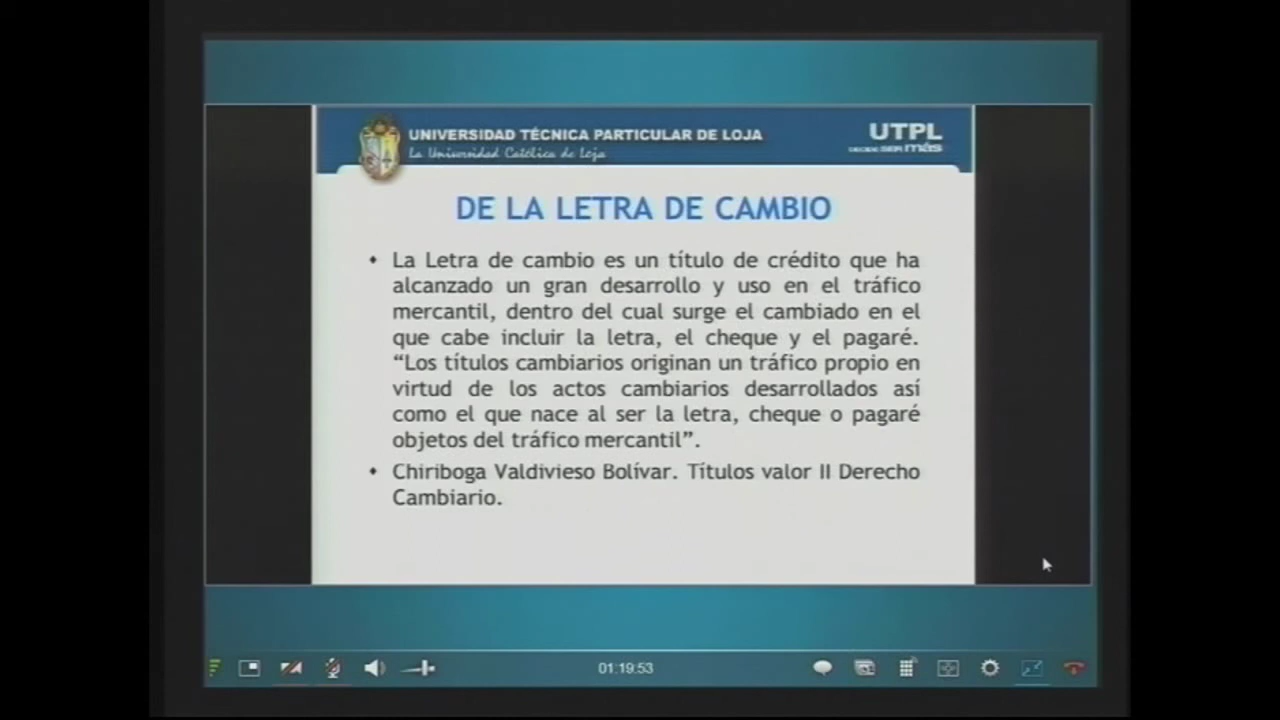 UNIVERSIDAD TÉCNICA PARTICULAR DE LOJA
La Universidad Católica de Loja
UTPL
SER más
DE LA LETRA DE CAMBIO
• La Letra de cambio es un título de crédito que ha
alcanzado un gran desarrollo y uso en el tráfico
mercantil, dentro del cual surge el cambiado en el
que cabe incluir la letra, el cheque y el pagaré.
“Los títulos cambiarios originan un tráfico propio en
virtud de los actos cambiarios desarrollados así
como el que nace al ser la letra, cheque o pagaré
objetos del tráfico mercantil”.
• Chiriboga Valdivieso Bolívar. Títulos valor II Derecho
Cambiario.
01:19:53